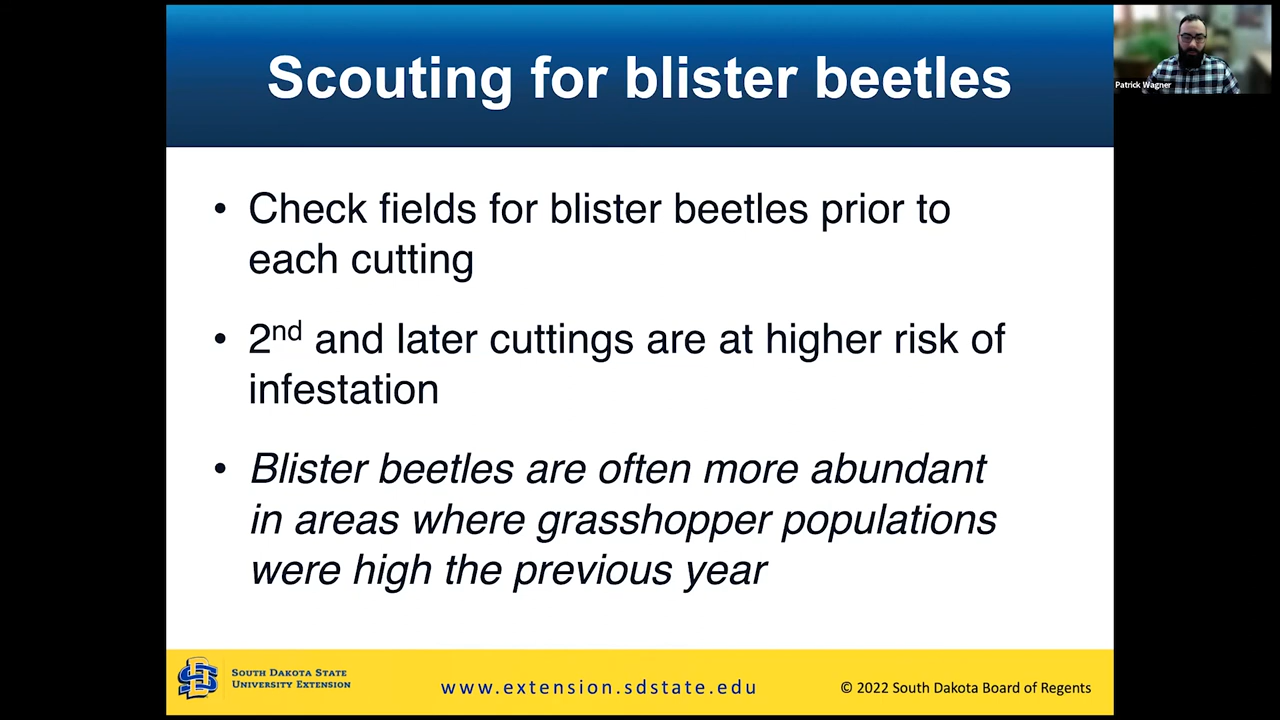 Scouting for blister beetles
Patrick Wagner
• Check fields for blister beetles prior to
each cutting
• 2nd and later cuttings are at higher risk of
infestation
• Blister beetles are often more abundant
in areas where grasshopper populations
were high the previous year
SOUTH DAKOTA STATE
UNIVERSITY EXTENSION
www.extension.sdstate.edu
© 2022 South Dakota Board of Regents